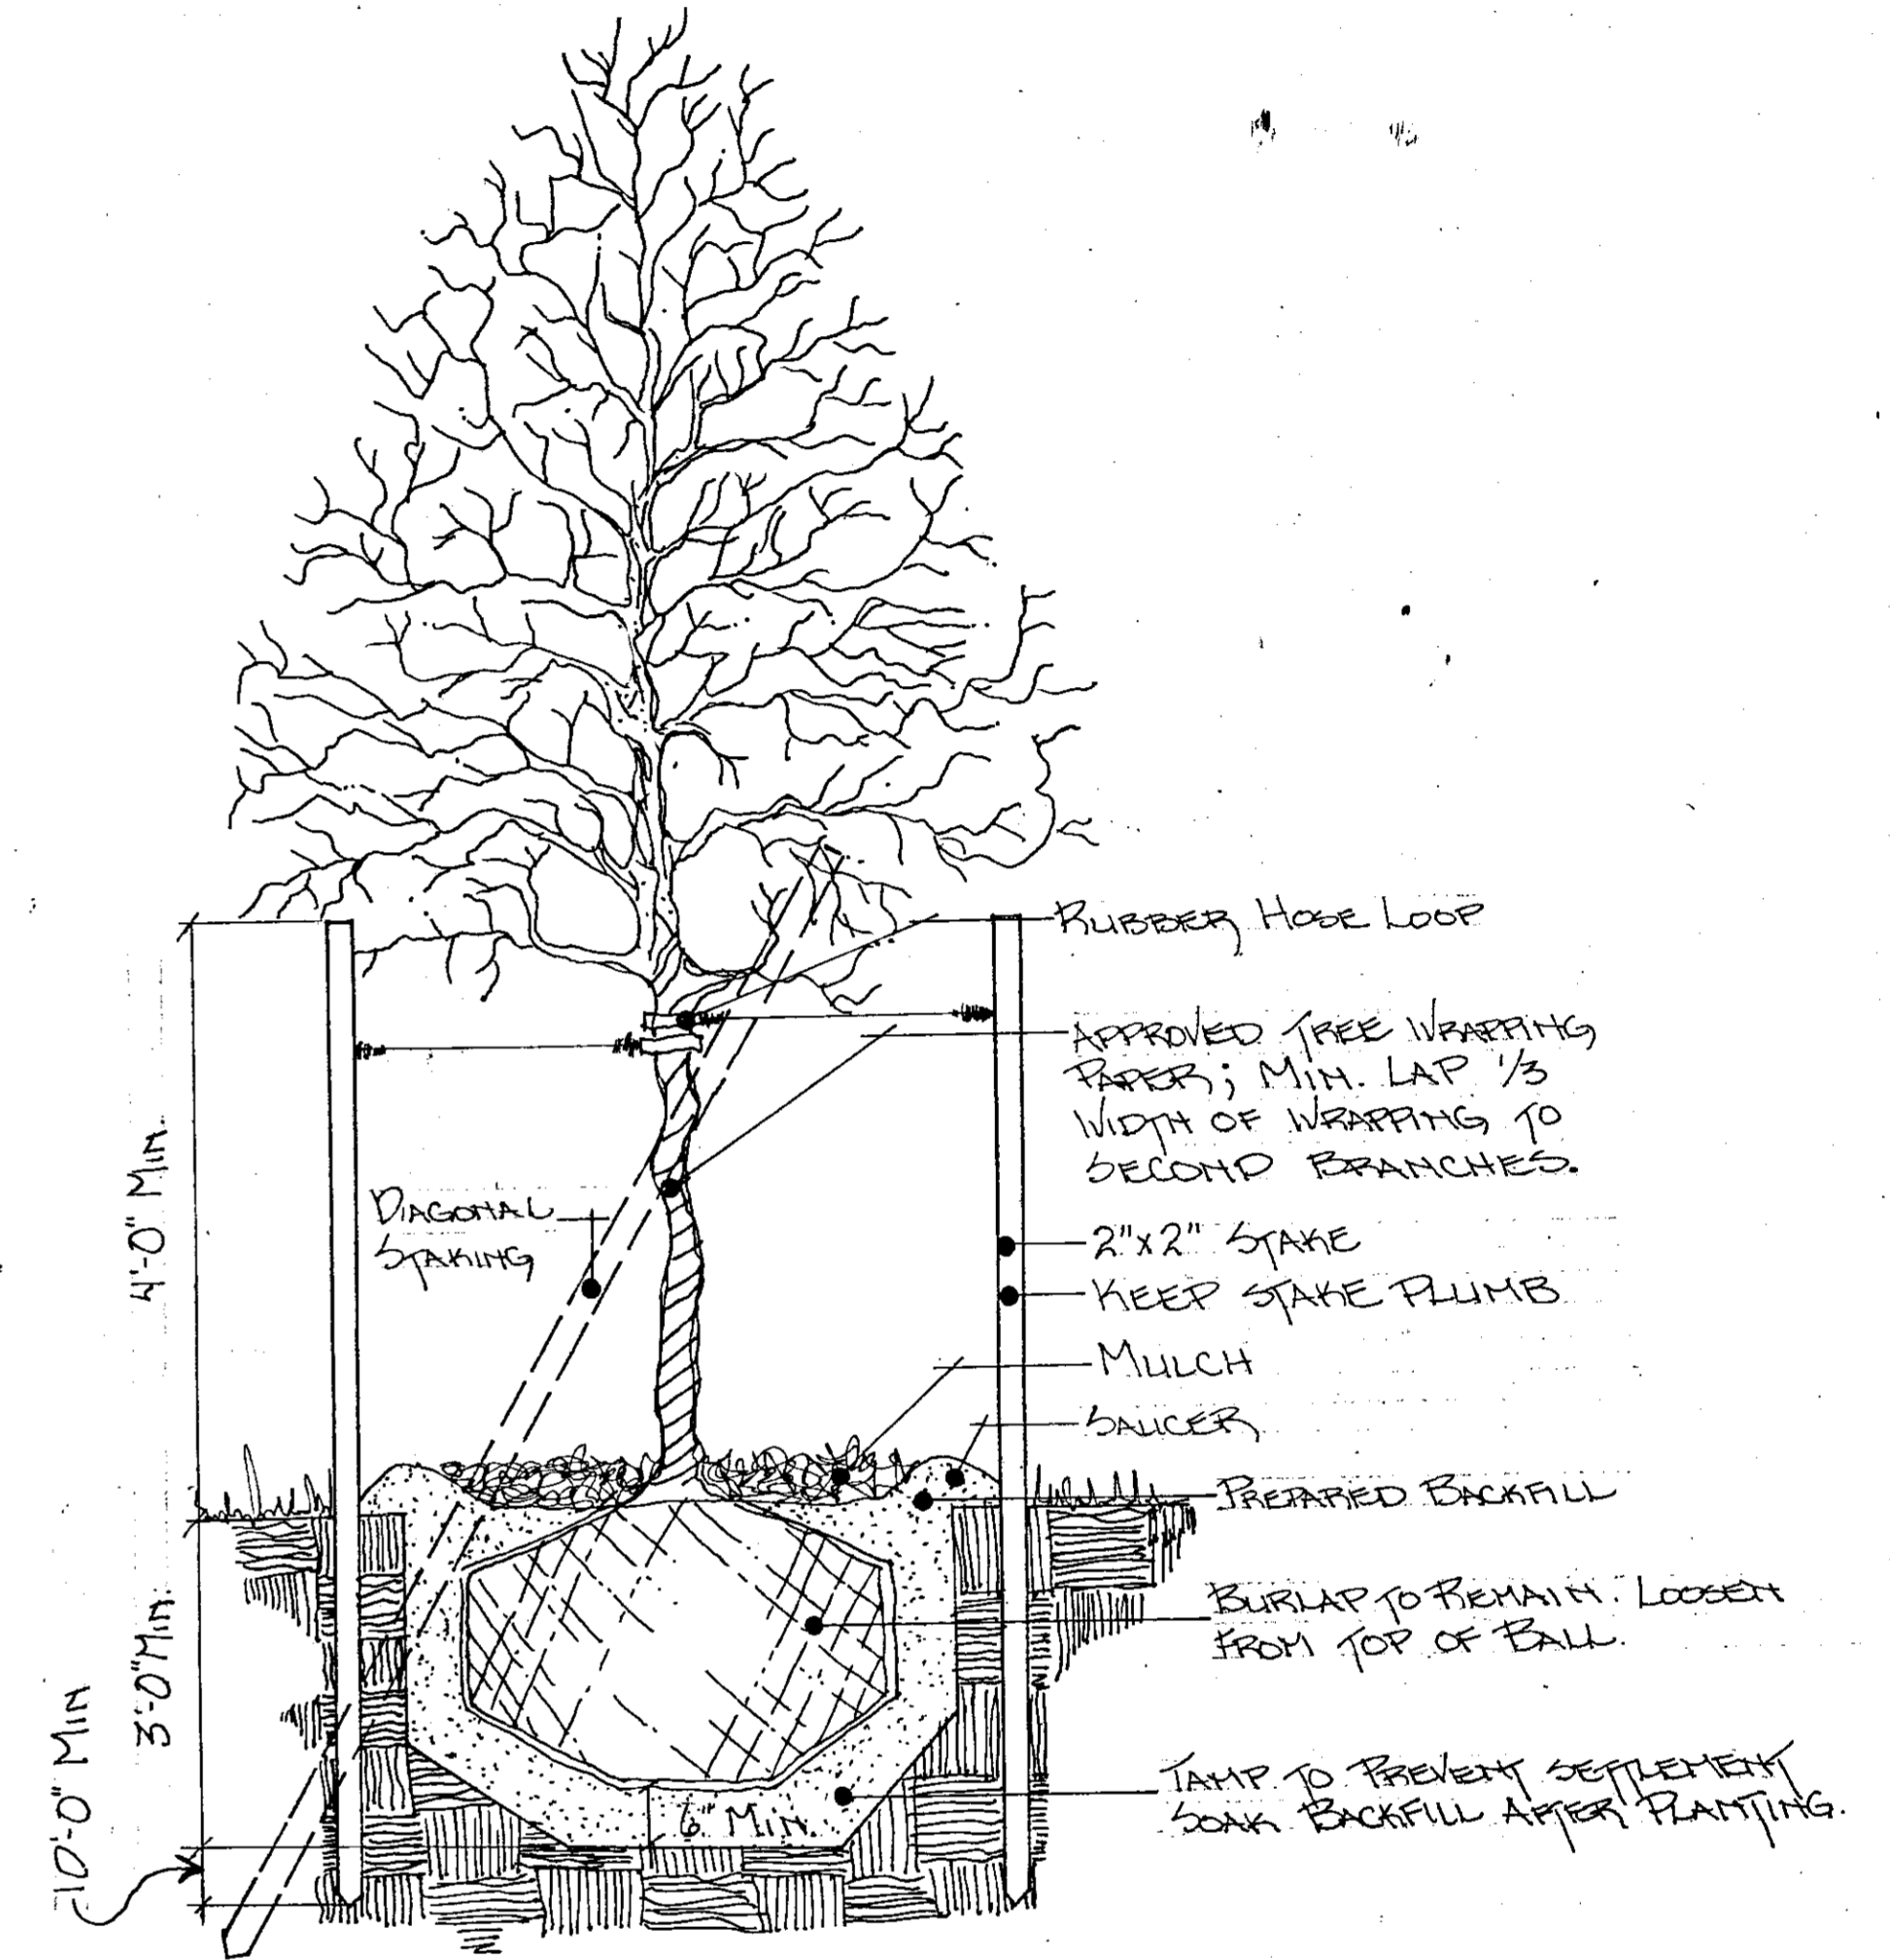 RUBBER HOSE LOOP
APPROVED TREE WRAPPING
PAPER; MIN. LAP 1/3
WIDTH OF WRAPPING TO
SECOND BRANCHES.
DIAGONAL
STAKING
2"x2" STAKE
KEEP STAKE PLUMB
MULCH
SAUCER
PREPARED BACKFILL
BURLAP TO REMAIN. LOOSEN
FROM TOP OF BALL.
TAMP TO PREVENT SETTLEMENT
SOAK BACKFILL AFTER PLANTING.
6" MIN.
4'-0" MIN.
3'-0" MIN.
10'-0" MIN